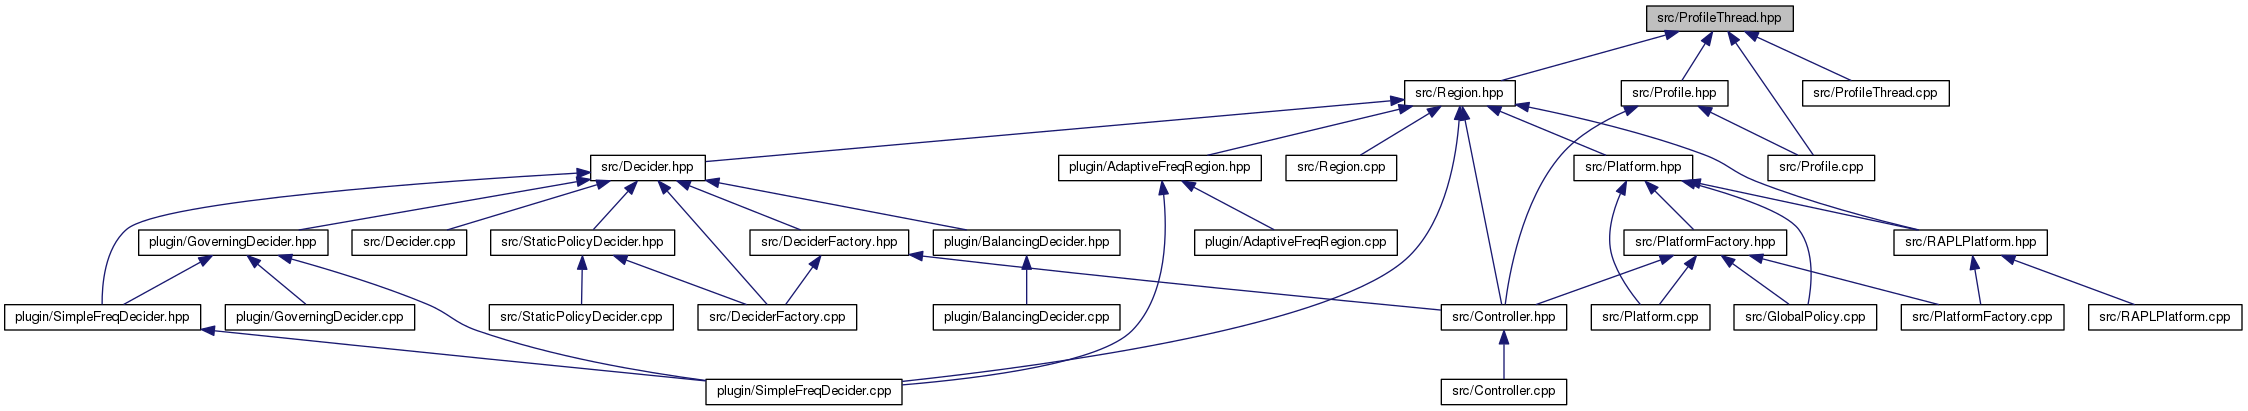 src/ProfileThread.hpp
src/Region.hpp
src/Profile.hpp
src/ProfileThread.cpp
src/Decider.hpp
plugin/AdaptiveFreqRegion.hpp
src/Region.cpp
src/Platform.hpp
src/Profile.cpp
plugin/GoverningDecider.hpp
src/Decider.cpp
src/StaticPolicyDecider.hpp
src/DeciderFactory.hpp
plugin/BalancingDecider.hpp
plugin/AdaptiveFreqRegion.cpp
src/PlatformFactory.hpp
src/RAPLPlatform.hpp
plugin/SimpleFreqDecider.hpp
plugin/GoverningDecider.cpp
src/StaticPolicyDecider.cpp
src/DeciderFactory.cpp
plugin/BalancingDecider.cpp
src/Controller.hpp
src/Platform.cpp
src/GlobalPolicy.cpp
src/PlatformFactory.cpp
src/RAPLPlatform.cpp
plugin/SimpleFreqDecider.cpp
src/Controller.cpp